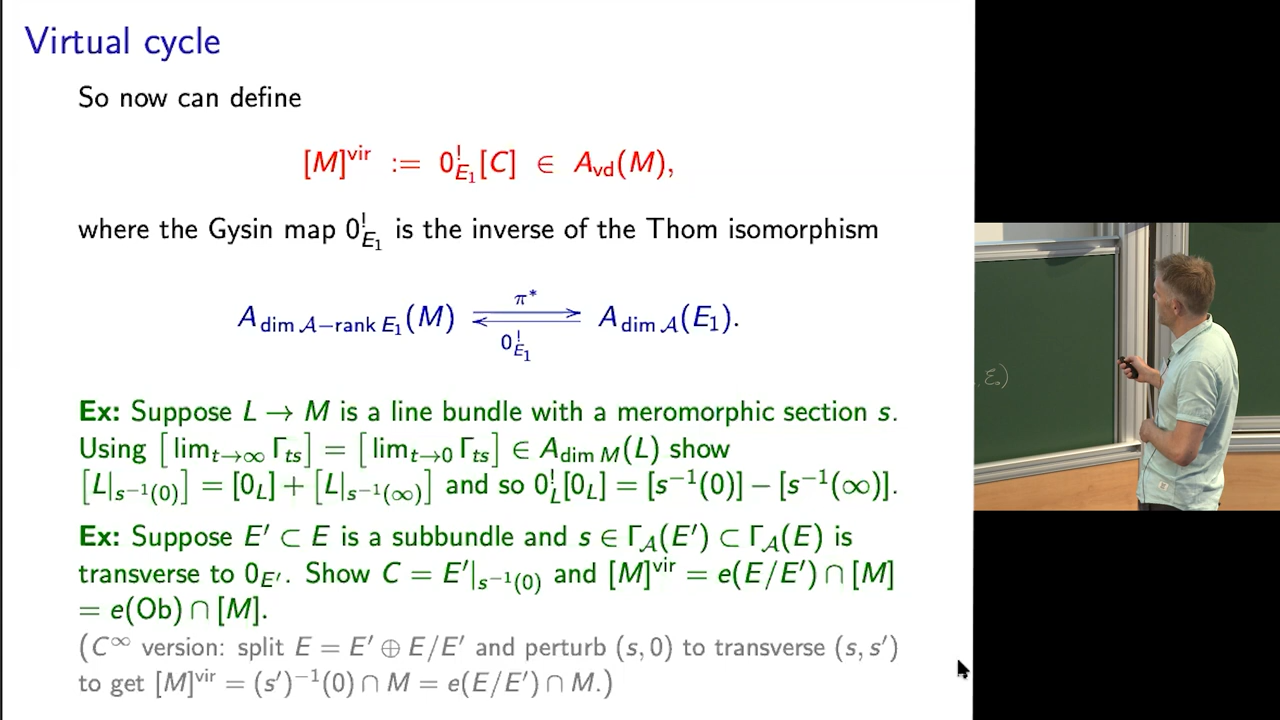 Virtual cycle
So now can define
[M]^vir := 0^!_{E_1}[C] ∈ A_vd(M),
where the Gysin map 0^!_{E_1} is the inverse of the Thom isomorphism
A_{dim 𝒜−rank E_1}(M) ⇄ A_{dim 𝒜}(E_1).
π^*
0^!_{E_1}
Ex: Suppose L → M is a line bundle with a meromorphic section s.
Using [lim_{t→∞} Γ_{ts}] = [lim_{t→0} Γ_{ts}] ∈ A_{dim M}(L) show
[L|_{s^{-1}(0)}] = [0_L] + [L|_{s^{-1}(∞)}] and so 0^!_L[0_L] = [s^{-1}(0)] − [s^{-1}(∞)].
Ex: Suppose E′ ⊂ E is a subbundle and s ∈ Γ_𝒜(E′) ⊂ Γ_𝒜(E) is
transverse to 0_{E′}. Show C = E′|_{s^{-1}(0)} and [M]^vir = e(E/E′) ∩ [M]
= e(Ob) ∩ [M].
(C^∞ version: split E = E′ ⊕ E/E′ and perturb (s, 0) to transverse (s, s′)
to get [M]^vir = (s′)^{-1}(0) ∩ M = e(E/E′) ∩ M.)